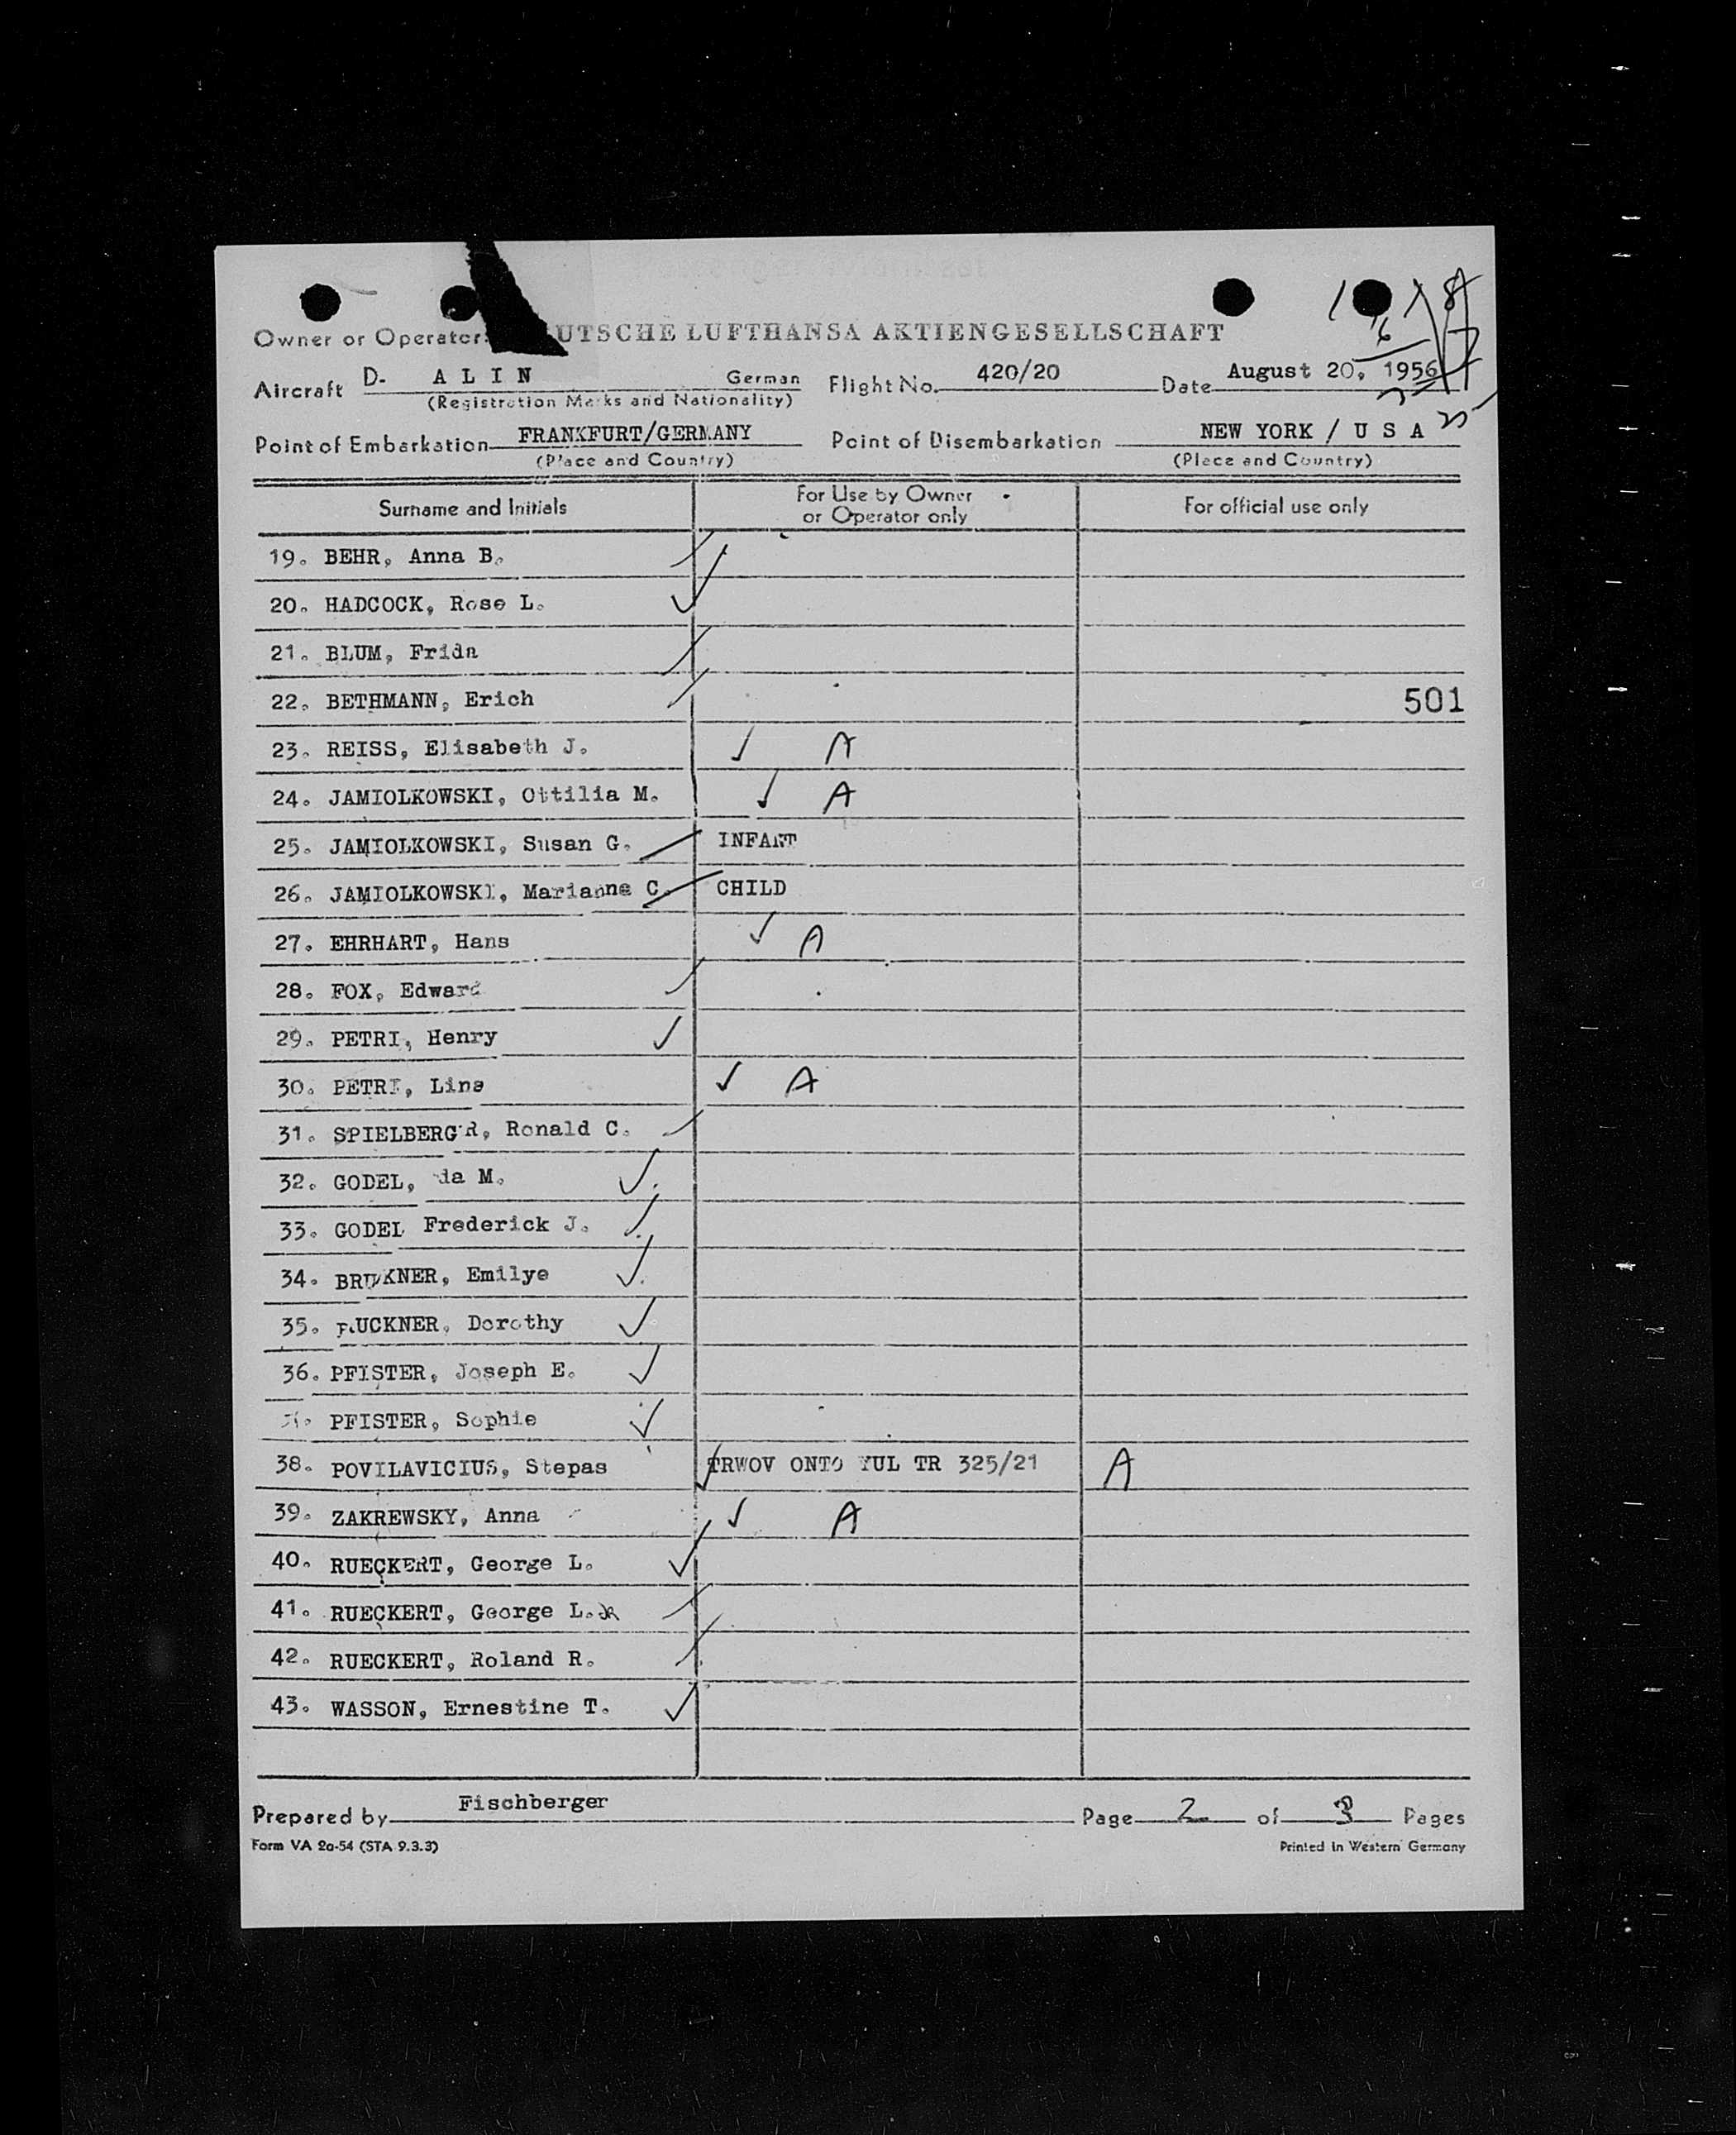 Owner or Operator: UTSCHE LUFTHANSA AKTIENGESELLSCHAFT
Aircraft D- A L I N German Flight No. 420/20 Date August 20, 1956
(Registration Marks and Nationality)
Point of Embarkation FRANKFURT/GERMANY Point of Disembarkation NEW YORK / U S A
(Place and Country) (Place and Country)
Surname and Initials For Use by Owner or Operator only For official use only
19. BEHR, Anna B.
20. HADCOCK, Rose L.
21. BLUM, Frida
22. BETHMANN, Erich 501
23. REISS, Elisabeth J. ✓ A
24. JAMIOLKOWSKI, Ottilia M. ✓ A
25. JAMIOLKOWSKI, Susan G. INFANT
26. JAMIOLKOWSKI, Marianne C. CHILD
27. EHRHART, Hans ✓ A
28. FOX, Edward
29. PETRI, Henry ✓
30. PETRI, Lina ✓ A
31. SPIELBERGER, Ronald C.
32. GODEL, da M. ✓
33. GODEL Frederick J. ✓
34. BRUKNER, Emilye ✓
35. RUCKNER, Dorothy ✓
36. PFISTER, Joseph E. ✓
PFISTER, Sophie ✓
38. POVILAVICIUS, Stepas TRWOV ONTO YUL TR 325/21 A
39. ZAKREWSKY, Anna ✓ A
40. RUECKERT, George L. ✓
41. RUECKERT, George L. JR
42. RUECKERT, Roland R.
43. WASSON, Ernestine T. ✓
Prepared by Fischberger Page 2 of 3 Pages
Form VA 2a-54 (STA 9.3.3) Printed in Western Germany